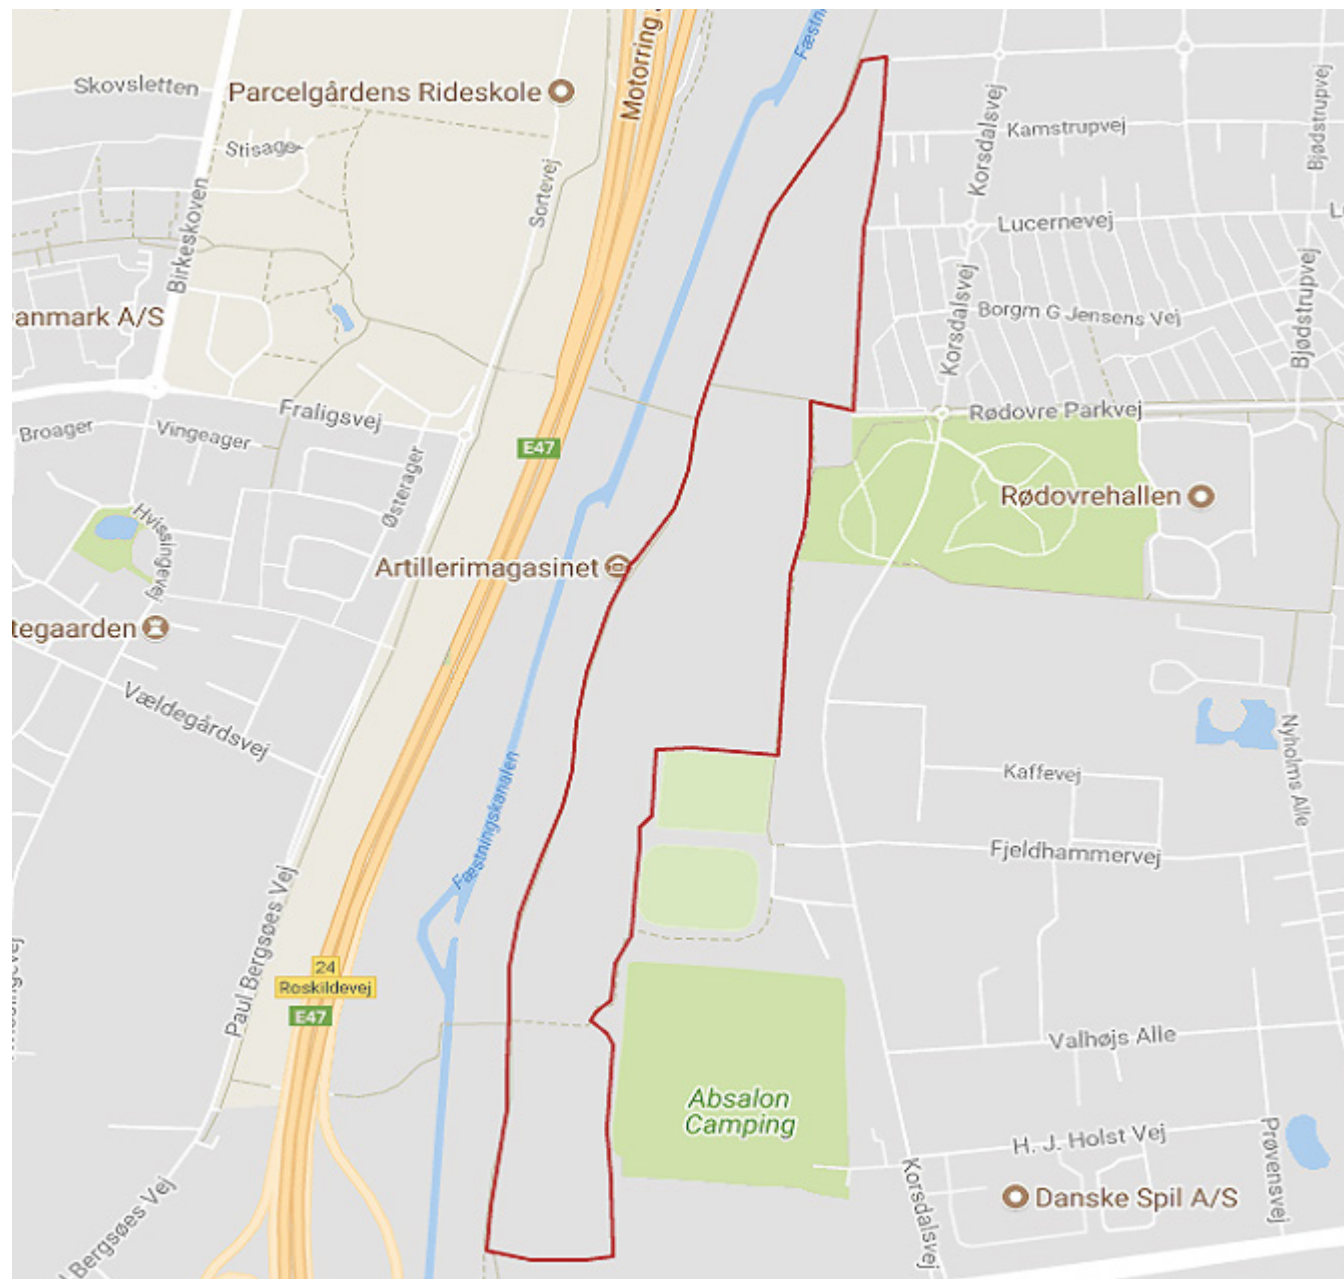 Fæstn
Motorring
Skovsletten
Parcelgårdens Rideskole
Korsdalsvej
Kamstrupvej
Bjødstrupvej
Stisager
Sortevej
Birkeskoven
Lucernevej
L
anmark A/S
Borgm G Jensens Vej
Korsdalsvej
Bjødstrupvej
Fraligsvej
Rødovre Parkvej
Broager
Vingeager
E47
Østerager
Rødovrehallen
Hvissingevej
Artillerimagasinet
tegaarden
Vældegårdsvej
Nyholms Alle
Kaffevej
Fæstningskanalen
Fjeldhammervej
Paul Bergsøes Vej
24
Roskildevej
E47
Valhøjs Alle
Absalon
Camping
H. J. Holst Vej
Prøvensvej
Korsdalsvej
Danske Spil A/S
l Bergsøes Vej